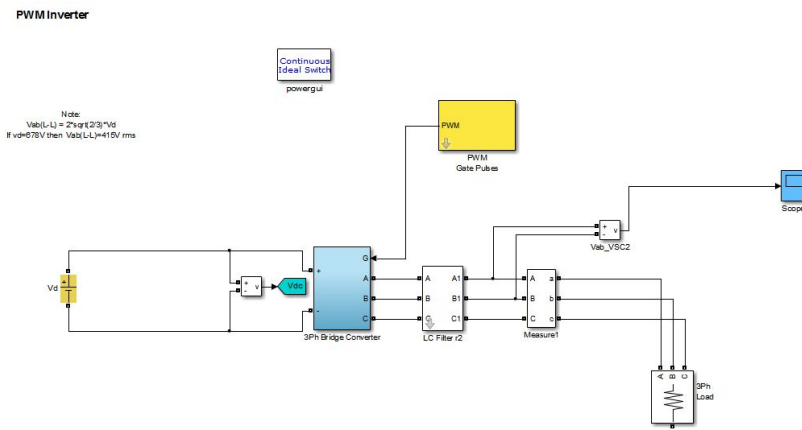 PWM Inverter
Continuous
Ideal Switch
powergui
Note:
Vab(L-L) = 2*sqrt(2/3)*Vd
If vd=678V then Vab(L-L)=415V rms
PWM
PWM
Gate Pulses
Scope
+
-
v
Vab_VSC2
Vd
+
+
-
v
Vdc
G
+
-
A
B
C
3Ph Bridge Converter
A
B
C
A1
B1
C1
LC Filter r2
A
B
C
a
b
c
Measure1
A
B
C
3Ph
Load